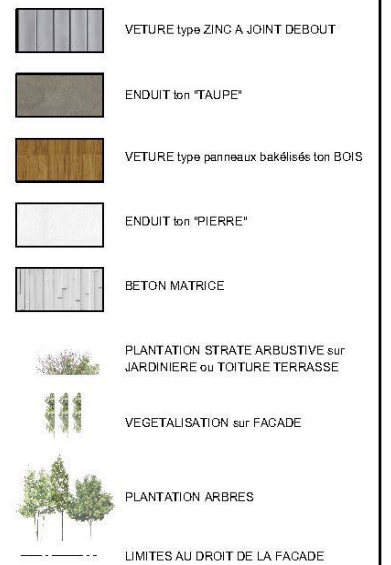 VETURE type ZINC A JOINT DEBOUT
ENDUIT ton "TAUPE"
VETURE type panneaux bakélisés ton BOIS
ENDUIT ton "PIERRE"
BETON MATRICE
PLANTATION STRATE ARBUSTIVE sur
JARDINIERE ou TOITURE TERRASSE
VEGETALISATION sur FACADE
PLANTATION ARBRES
LIMITES AU DROIT DE LA FACADE